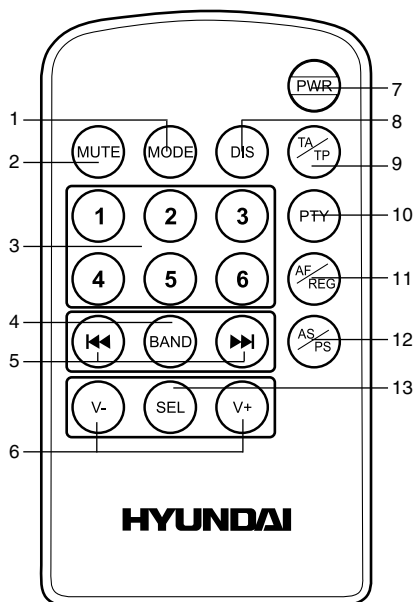 PWR
7
1
8
MUTE
MODE
DIS
TA/TP
2
9
1
2
3
PTY
10
3
4
5
6
AF/REG
11
4
BAND
AS/PS
12
5
13
V-
SEL
V+
6
HYUNDAI